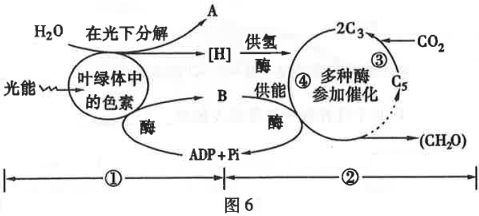 A
H₂O 在光下分解
[H] 供氢 酶
2C₃
CO₂
③
光能
叶绿体中
的色素
B 供能
④ 多种酶
参加催化
C₅
酶
酶
(CH₂O)
ADP+Pi
① ②
图6